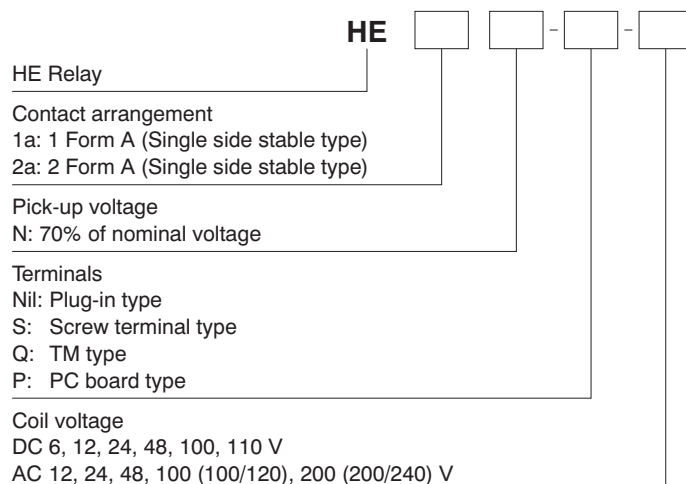 HE - -
HE Relay
Contact arrangement
1a: 1 Form A (Single side stable type)
2a: 2 Form A (Single side stable type)
Pick-up voltage
N: 70% of nominal voltage
Terminals
Nil: Plug-in type
S: Screw terminal type
Q: TM type
P: PC board type
Coil voltage
DC 6, 12, 24, 48, 100, 110 V
AC 12, 24, 48, 100 (100/120), 200 (200/240) V